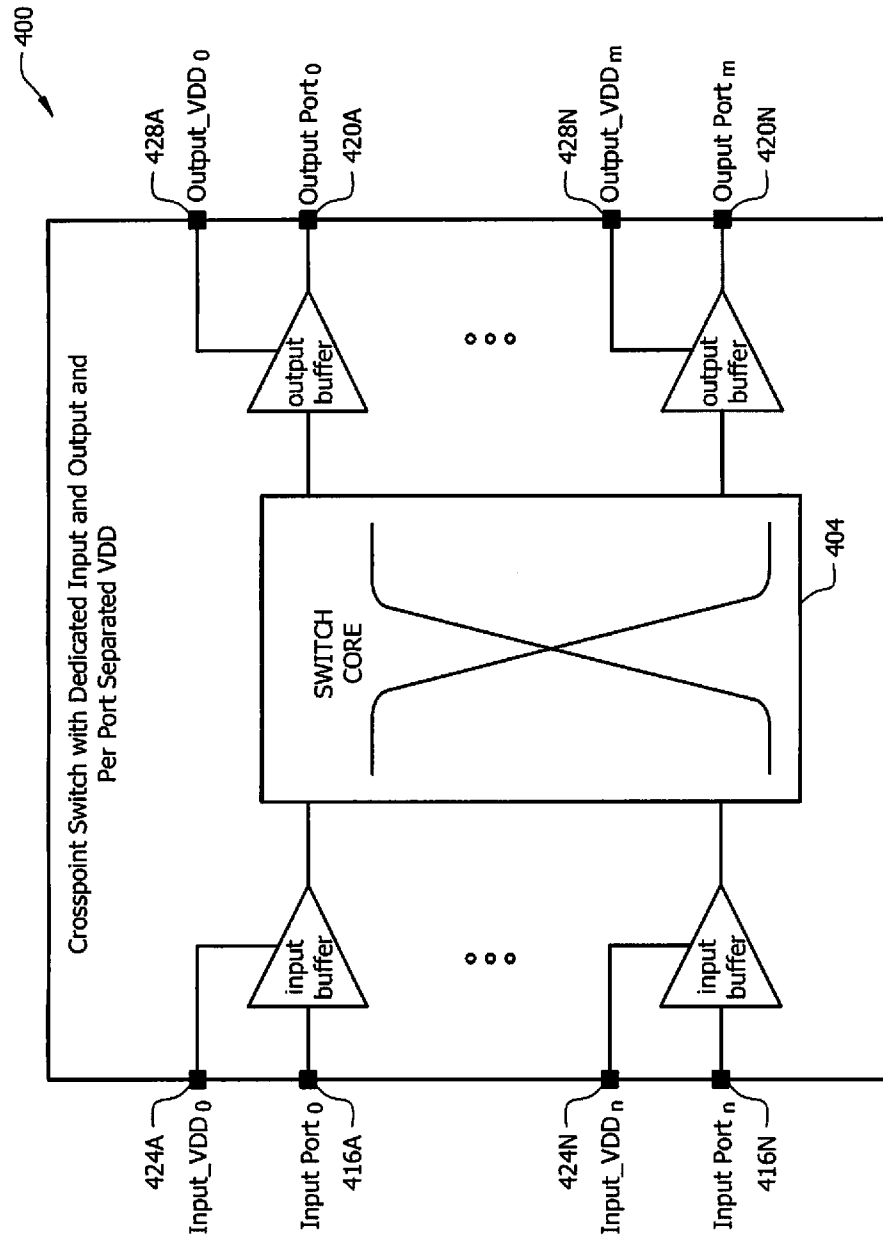 400
Crosspoint Switch with Dedicated Input and Output and
Per Port Separated VDD
424A
Input_VDD0
Input Port0
416A
input
buffer
424N
Input_VDDn
Input Portn
416N
input
buffer
SWITCH
CORE
404
output
buffer
428A
Output_VDD0
Output Port0
420A
output
buffer
428N
Output_VDDm
Ouput Portm
420N